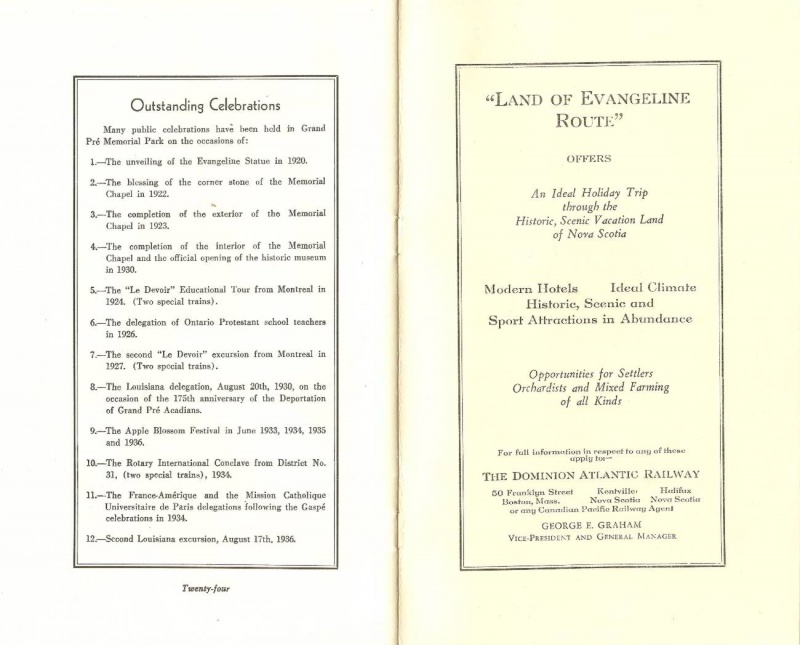 Outstanding Celebrations
Many public celebrations have been held in Grand
Pré Memorial Park on the occasions of:
1.—The unveiling of the Evangeline Statue in 1920.
2.—The blessing of the corner stone of the Memorial
Chapel in 1922.
3.—The completion of the exterior of the Memorial
Chapel in 1923.
4.—The completion of the interior of the Memorial
Chapel and the official opening of the historic museum
in 1930.
5.—The "Le Devoir" Educational Tour from Montreal in
1924. (Two special trains).
6.—The delegation of Ontario Protestant school teachers
in 1926.
7.—The second "Le Devoir" excursion from Montreal in
1927. (Two special trains).
8.—The Louisiana delegation, August 20th, 1930, on the
occasion of the 175th anniversary of the Deportation
of Grand Pré Acadians.
9.—The Apple Blossom Festival in June 1933, 1934, 1935
and 1936.
10.—The Rotary International Conclave from District No.
31, (two special trains), 1934.
11.—The France-Amérique and the Mission Catholique
Universitaire de Paris delegations following the Gaspé
celebrations in 1934.
12.—Second Louisiana excursion, August 17th, 1936.
Twenty-four
"LAND OF EVANGELINE
ROUTE"
OFFERS
An Ideal Holiday Trip
through the
Historic, Scenic Vacation Land
of Nova Scotia
Modern Hotels Ideal Climate
Historic, Scenic and
Sport Attractions in Abundance
Opportunities for Settlers
Orchardists and Mixed Farming
of all Kinds
For full information in respect to any of these
apply to:—
THE DOMINION ATLANTIC RAILWAY
50 Franklyn Street Kentville Halifax
Boston, Mass. Nova Scotia Nova Scotia
or any Canadian Pacific Railway Agent
GEORGE E. GRAHAM
VICE-PRESIDENT AND GENERAL MANAGER